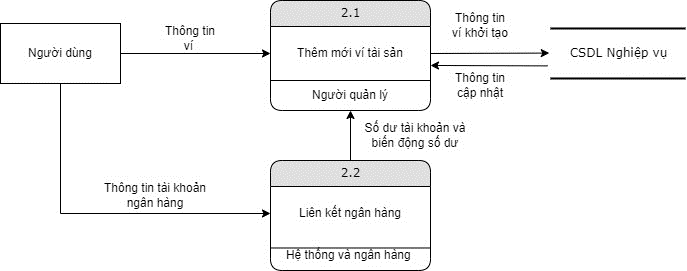 2.1
Thông tin
ví
Người dùng
Thêm mới ví tài sản
Người quản lý
Thông tin
ví khởi tạo
CSDL Nghiệp vụ
Thông tin
cập nhật
Số dư tài khoản và
biến động số dư
2.2
Thông tin tài khoản
ngân hàng
Liên kết ngân hàng
Hệ thống và ngân hàng